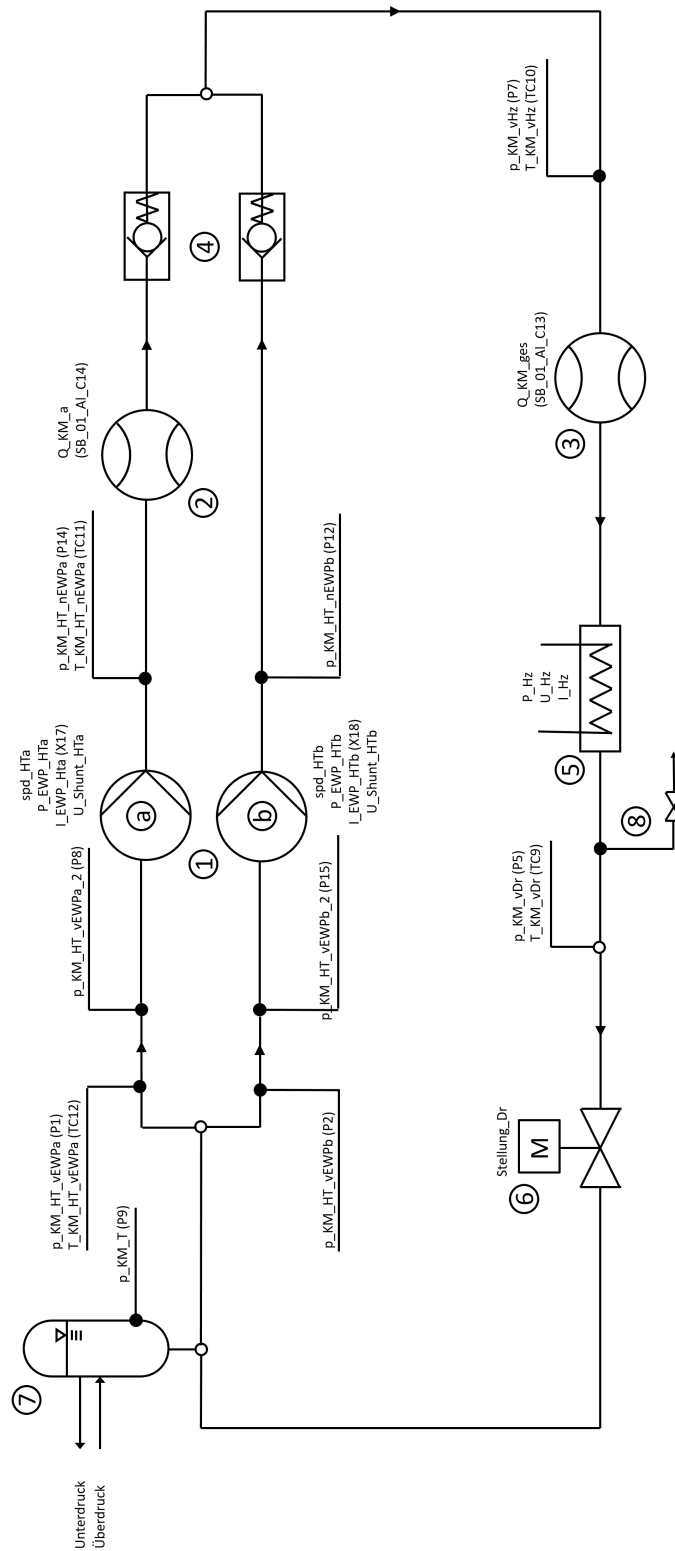 Unterdruck
Überdruck
7
p_KM_T (P9)
p_KM_HT_vEWPa (P1)
T_KM_HT_vEWPa (TC12)
p_KM_HT_vEWPb (P2)
p_KM_HT_vEWPa_2 (P8)
p_KM_HT_vEWPb_2 (P15)
1
spd_HTa
P_EWP_HTa
I_EWP_Hta (X17)
U_Shunt_HTa
a
b
spd_HTb
P_EWP_HTb
I_EWP_HTb (X18)
U_Shunt_HTb
p_KM_HT_nEWPa (P14)
T_KM_HT_nEWPa (TC11)
p_KM_HT_nEWPb (P12)
2
Q_KM_a
(SB_01_AI_C14)
4
p_KM_vHz (P7)
T_KM_vHz (TC10)
Q_KM_ges
(SB_01_AI_C13)
3
P_Hz
U_Hz
I_Hz
5
8
p_KM_vDr (P5)
T_KM_vDr (TC9)
Stellung_Dr
M
6